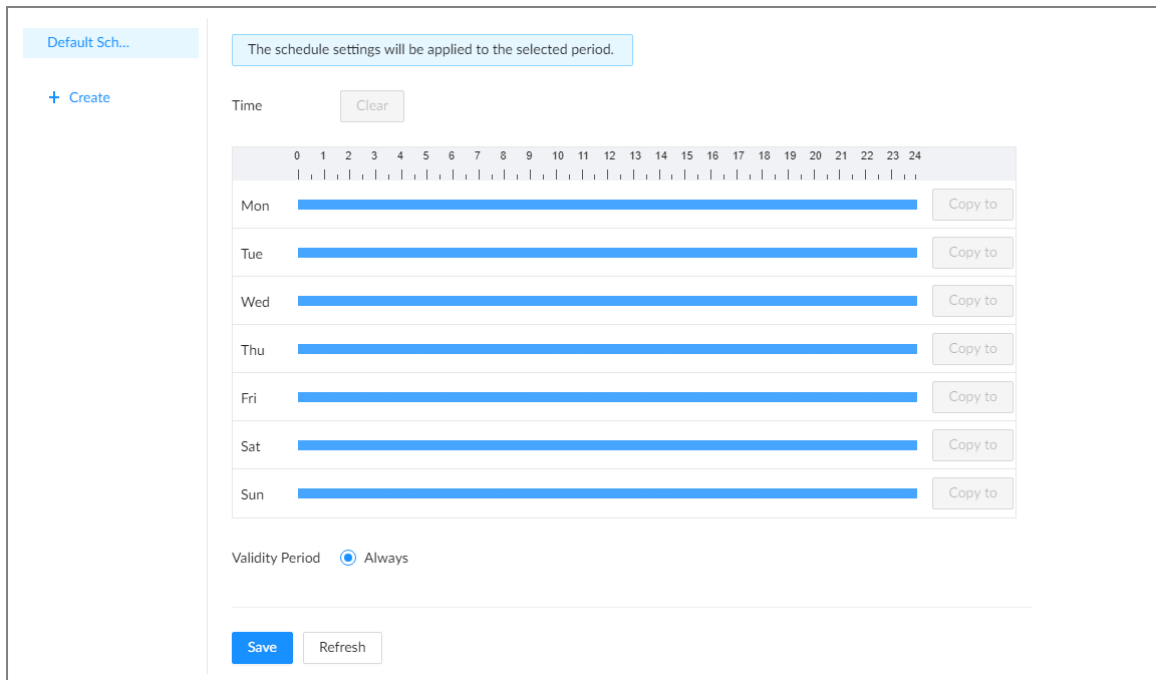 Default Sch...
+ Create
The schedule settings will be applied to the selected period.
Time Clear
0 1 2 3 4 5 6 7 8 9 10 11 12 13 14 15 16 17 18 19 20 21 22 23 24
Mon Copy to
Tue Copy to
Wed Copy to
Thu Copy to
Fri Copy to
Sat Copy to
Sun Copy to
Validity Period Always
Save Refresh